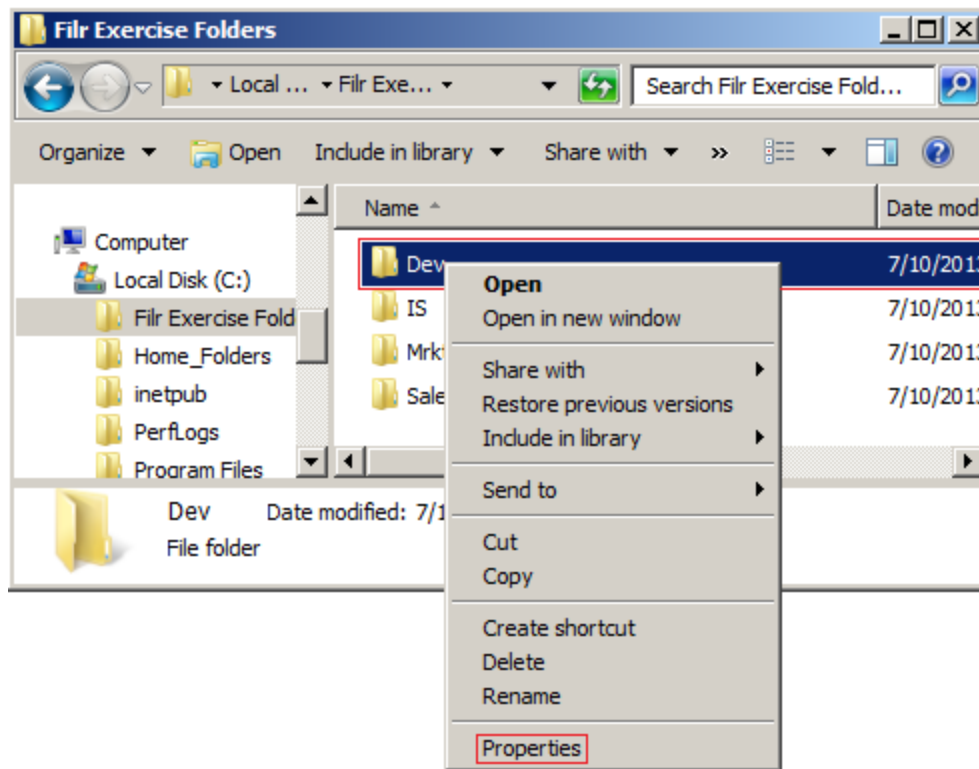 Filr Exercise Folders
Local ... Filr Exe...
Search Filr Exercise Fold...
Organize Open Include in library Share with »
Name Date mod
Computer
Local Disk (C:)
Filr Exercise Fold
Home_Folders
inetpub
PerfLogs
Program Files
Dev 7/10/201
IS 7/10/201
Mrk 7/10/201
Sale 7/10/201
Open
Open in new window
Share with
Restore previous versions
Include in library
Send to
Cut
Copy
Create shortcut
Delete
Rename
Properties
Dev Date modified: 7/1
File folder